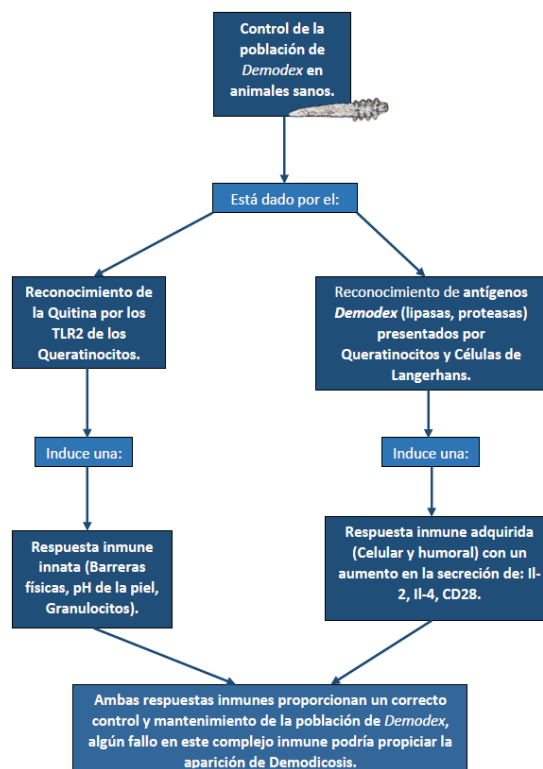 Control de la
población de
Demodex en
animales sanos.
Está dado por el:
Reconocimiento de
la Quitina por los
TLR2 de los
Queratinocitos.
Reconocimiento de antígenos
Demodex (lipasas, proteasas)
presentados por
Queratinocitos y Células de
Langerhans.
Induce una:
Induce una:
Respuesta inmune
innata (Barreras
físicas, pH de la piel,
Granulocitos).
Respuesta inmune adquirida
(Celular y humoral) con un
aumento en la secreción de: Il-
2, Il-4, CD28.
Ambas respuestas inmunes proporcionan un correcto
control y mantenimiento de la población de Demodex,
algún fallo en este complejo inmune podría propiciar la
aparición de Demodicosis.